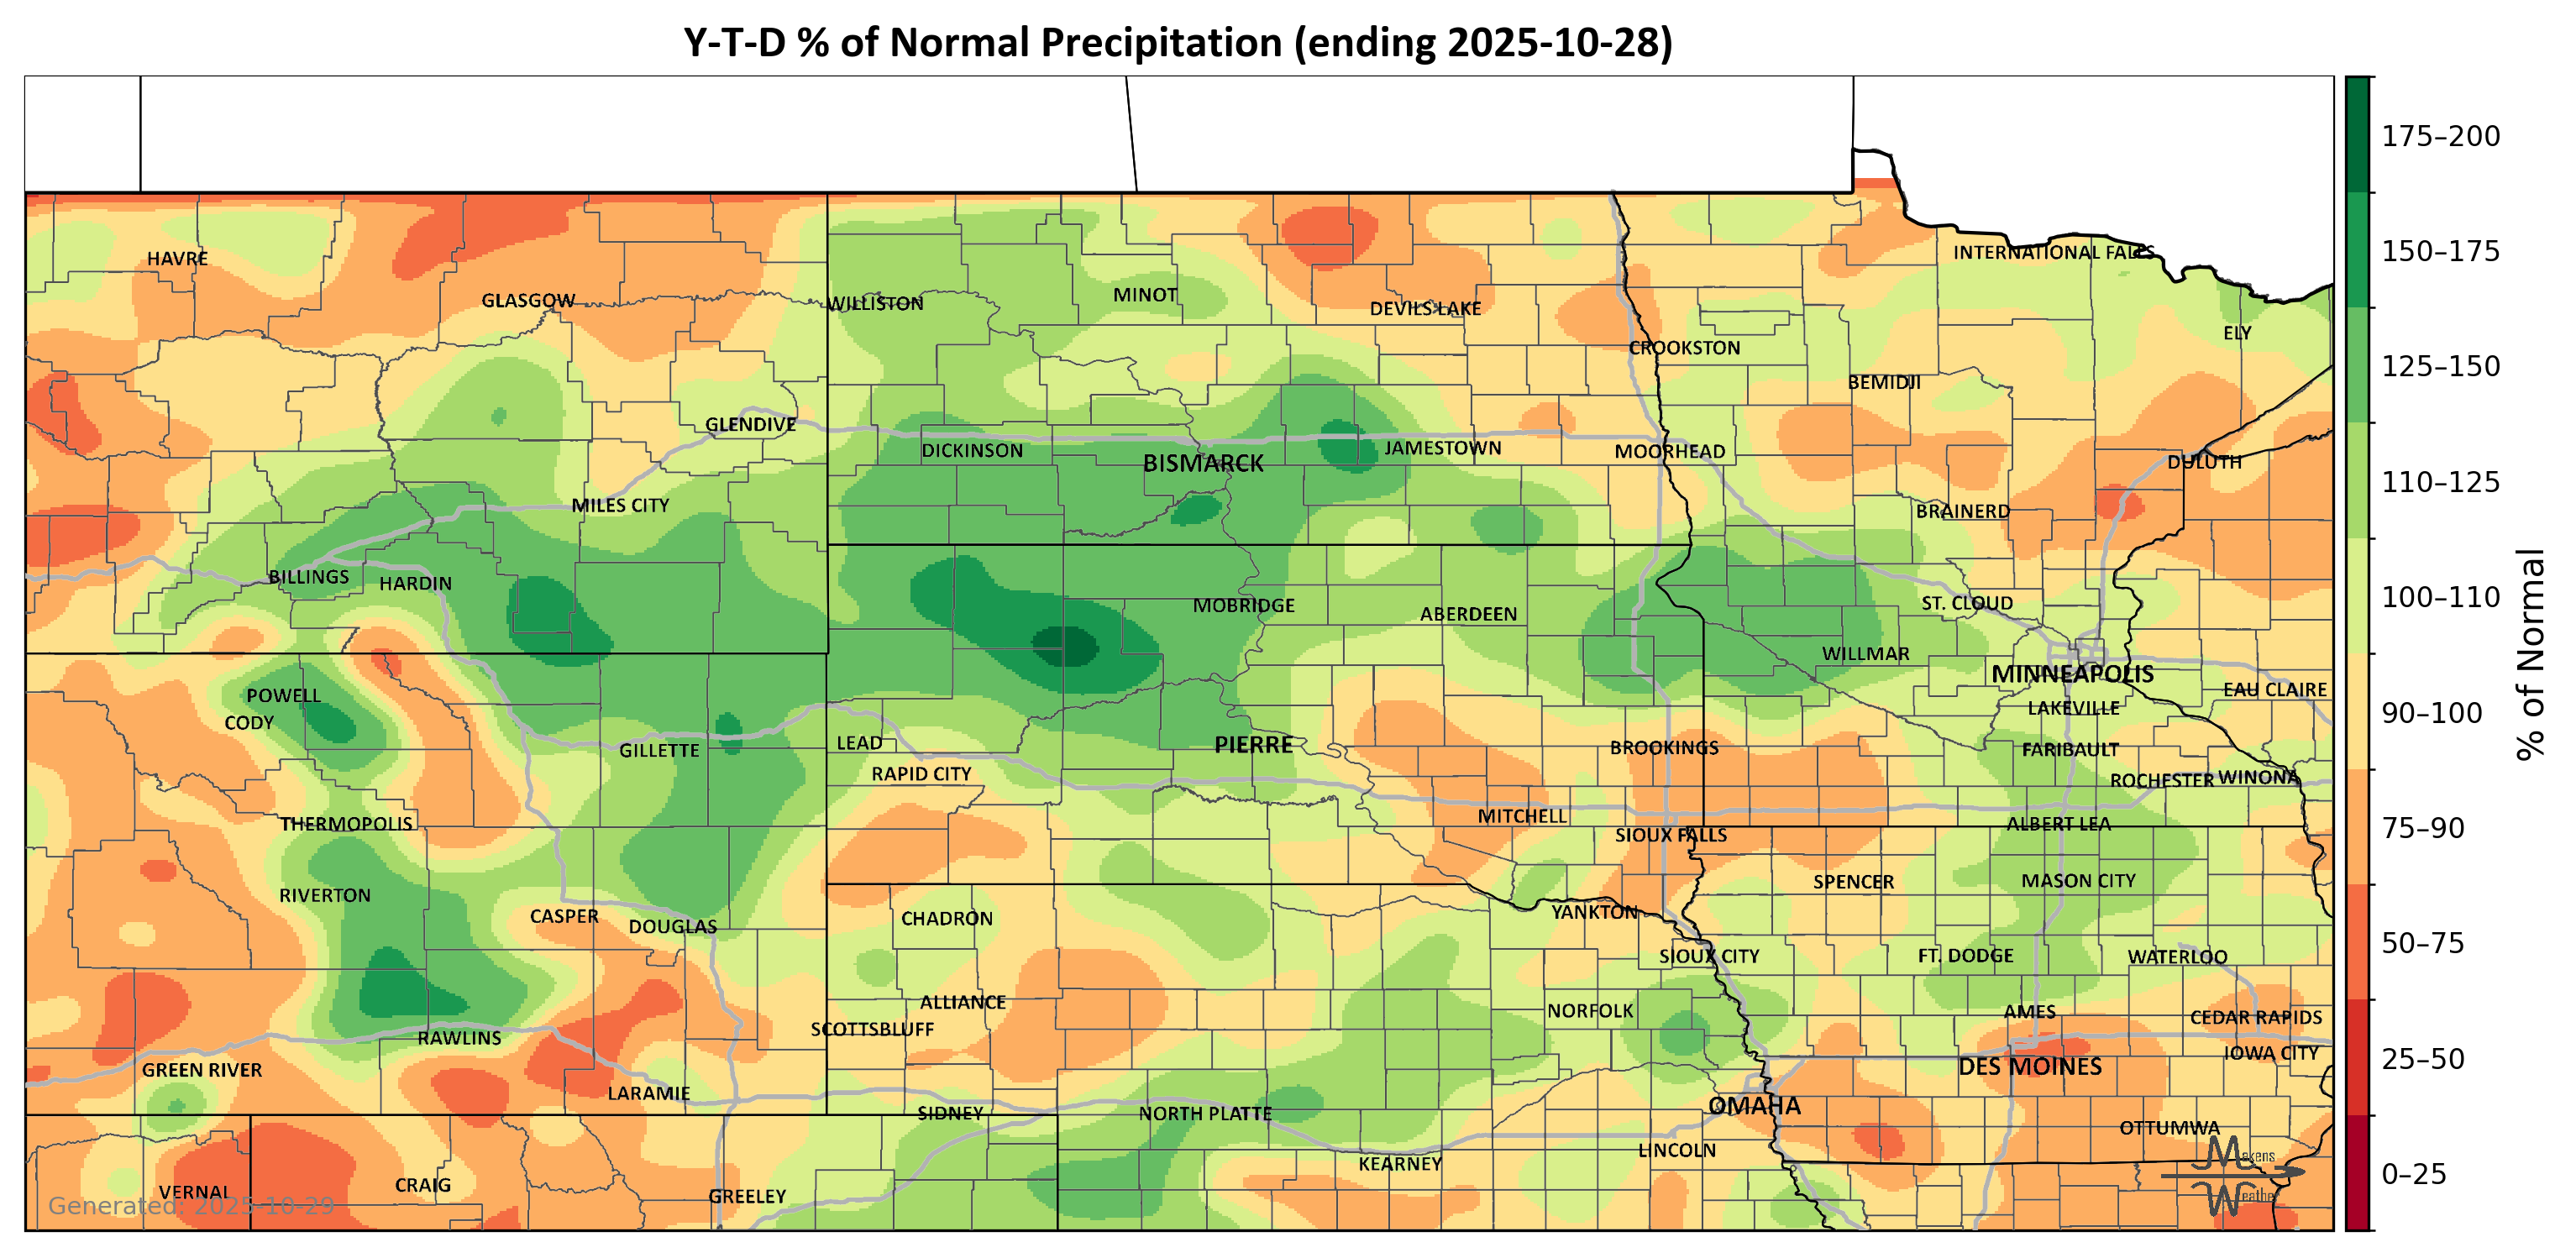 Y-T-D % of Normal Precipitation (ending 2025-10-28)
175–200
150–175
125–150
110–125
100–110
90–100
75–90
50–75
25–50
0–25
% of Normal
HAVRE
INTERNATIONAL FALLS
GLASGOW
WILLISTON
MINOT
DEVILS LAKE
ELY
CROOKSTON
BEMIDJI
GLENDIVE
DICKINSON
BISMARCK
JAMESTOWN
MOORHEAD
DULUTH
MILES CITY
BRAINERD
BILLINGS
HARDIN
MOBRIDGE
ABERDEEN
ST. CLOUD
WILLMAR
MINNEAPOLIS
POWELL
EAU CLAIRE
CODY
LAKEVILLE
GILLETTE
LEAD
PIERRE
BROOKINGS
FARIBAULT
RAPID CITY
ROCHESTER
WINONA
THERMOPOLIS
MITCHELL
SIOUX FALLS
ALBERT LEA
RIVERTON
SPENCER
MASON CITY
CASPER
DOUGLAS
CHADRON
YANKTON
SIOUX CITY
FT. DODGE
WATERLOO
ALLIANCE
NORFOLK
AMES
CEDAR RAPIDS
RAWLINS
SCOTTSBLUFF
GREEN RIVER
DES MOINES
IOWA CITY
LARAMIE
SIDNEY
NORTH PLATTE
OMAHA
OTTUMWA
LINCOLN
KEARNEY
VERNAL
CRAIG
GREELEY
Generated: 2025-10-29
Makens
Weather